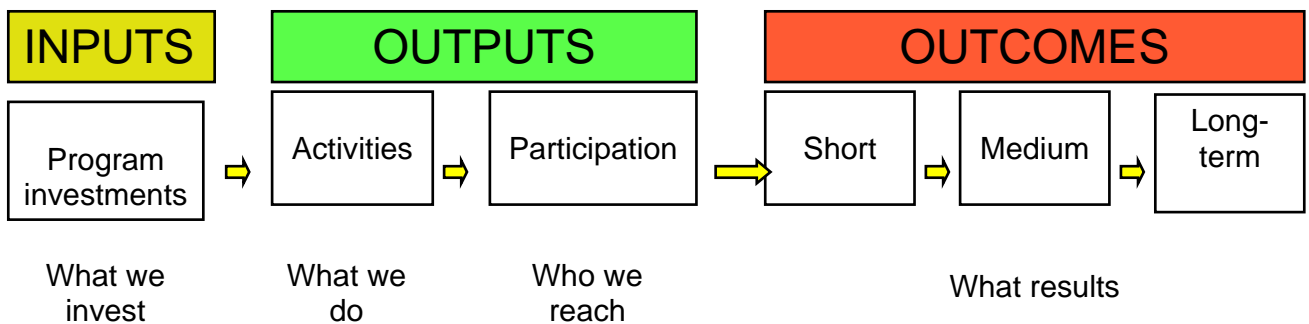 INPUTS
OUTPUTS
OUTCOMES
Program
investments
Activities
Participation
Short
Medium
Long-
term
What we
invest
What we
do
Who we
reach
What results